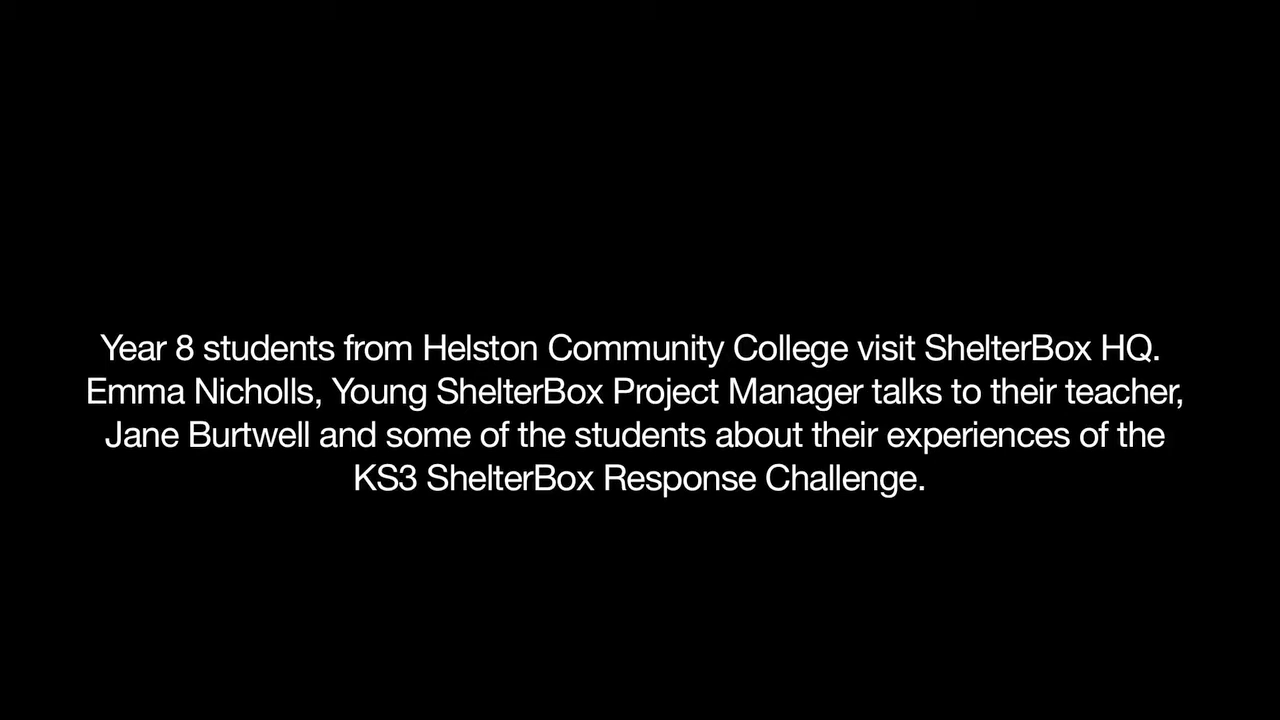 Year 8 students from Helston Community College visit ShelterBox HQ.
Emma Nicholls, Young ShelterBox Project Manager talks to their teacher,
Jane Burtwell and some of the students about their experiences of the
KS3 ShelterBox Response Challenge.